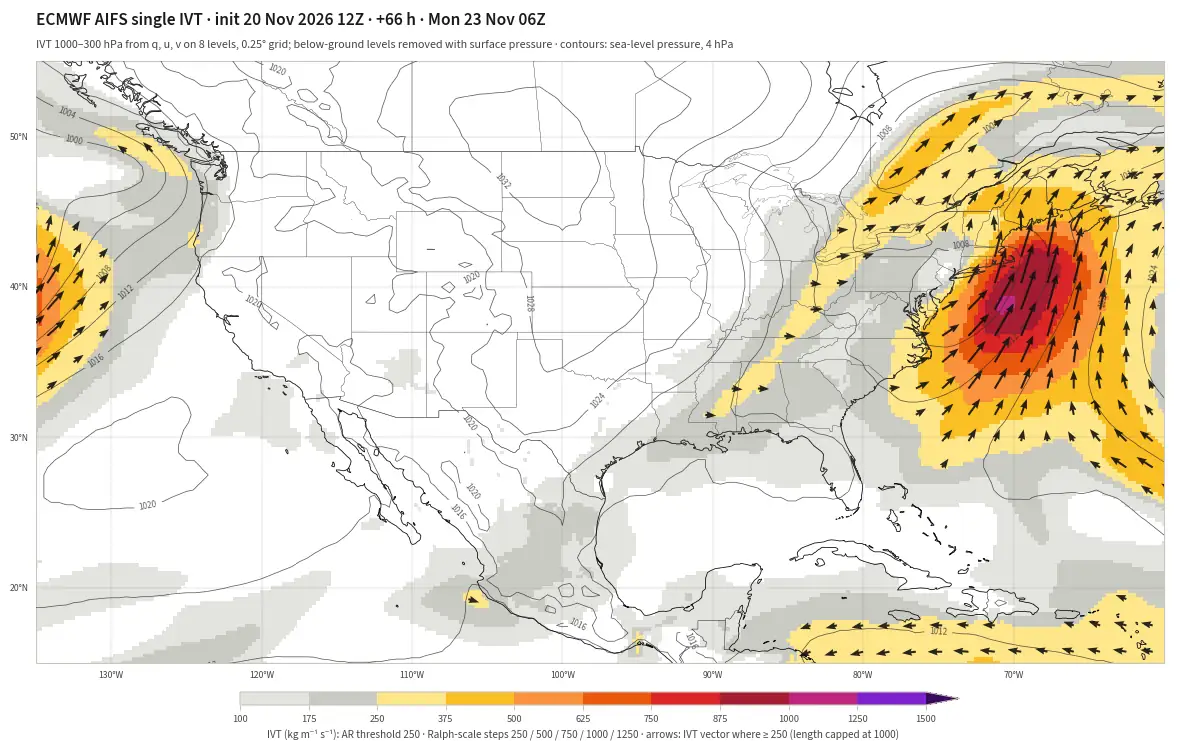 ECMWF AIFS single IVT · init 20 Nov 2026 12Z · +66 h · Mon 23 Nov 06Z
IVT 1000–300 hPa from q, u, v on 8 levels, 0.25° grid; below-ground levels removed with surface pressure · contours: sea-level pressure, 4 hPa
1020
1004
1000
1008
1008
50°N
1032
1008
1024
1008
1020
1012
1020
1028
40°N
1016
1024
1020
30°N
1020
1016
1020
20°N
1016
1016
1012
130°W 120°W 110°W 100°W 90°W 80°W 70°W
100 175 250 375 500 625 750 875 1000 1250 1500
IVT (kg m⁻¹ s⁻¹): AR threshold 250 · Ralph-scale steps 250 / 500 / 750 / 1000 / 1250 · arrows: IVT vector where ≥ 250 (length capped at 1000)